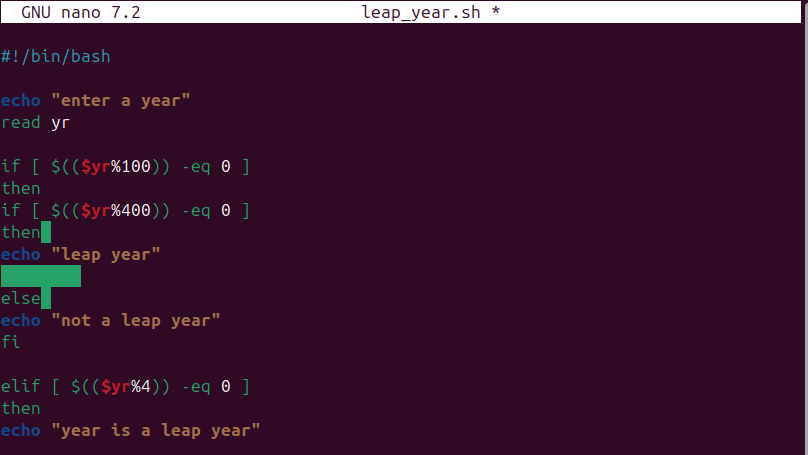 GNU nano 7.2 leap_year.sh *
#!/bin/bash
echo "enter a year"
read yr
if [ $(($yr%100)) -eq 0 ]
then
if [ $(($yr%400)) -eq 0 ]
then
echo "leap year"
else
echo "not a leap year"
fi
elif [ $(($yr%4)) -eq 0 ]
then
echo "year is a leap year"